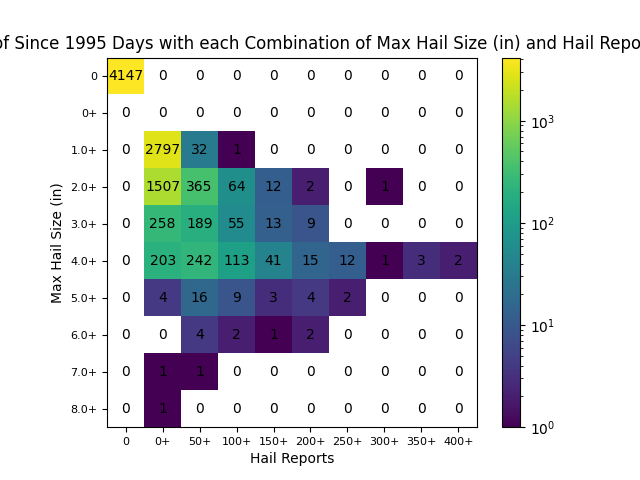 of Since 1995 Days with each Combination of Max Hail Size (in) and Hail Repo
0 4147 0 0 0 0 0 0 0 0 0
0+ 0 0 0 0 0 0 0 0 0 0
1.0+ 0 2797 32 1 0 0 0 0 0 0
2.0+ 0 1507 365 64 12 2 0 1 0 0
3.0+ 0 258 189 55 13 9 0 0 0 0
4.0+ 0 203 242 113 41 15 12 1 3 2
5.0+ 0 4 16 9 3 4 2 0 0 0
6.0+ 0 0 4 2 1 2 0 0 0 0
7.0+ 0 1 1 0 0 0 0 0 0 0
8.0+ 0 1 0 0 0 0 0 0 0 0
0 0+ 50+ 100+ 150+ 200+ 250+ 300+ 350+ 400+
Hail Reports
Max Hail Size (in)
10³
10²
10¹
10⁰